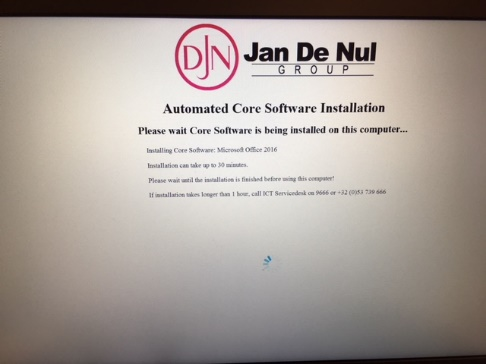 DJN Jan De Nul
GROUP
Automated Core Software Installation
Please wait Core Software is being installed on this computer...
Installing Core Software: Microsoft Office 2016
Installation can take up to 30 minutes.
Please wait until the installation is finished before using this computer!
If installation takes longer than 1 hour, call ICT Servicedesk on 9666 or +32 (0)53 739 666